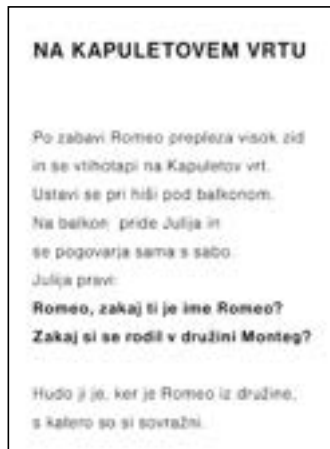 NA KAPULETOVEM VRTU
Po zabavi Romeo prepleza visok zid
in se vtihotapi na Kapuletov vrt.
Ustavi se pri hiši pod balkonom.
Na balkon pride Julija in
se pogovarja sama s sabo.
Julija pravi:
Romeo, zakaj ti je ime Romeo?
Zakaj si se rodil v družini Monteg?
Hudo ji je, ker je Romeo iz družine,
s katero so si sovražni.